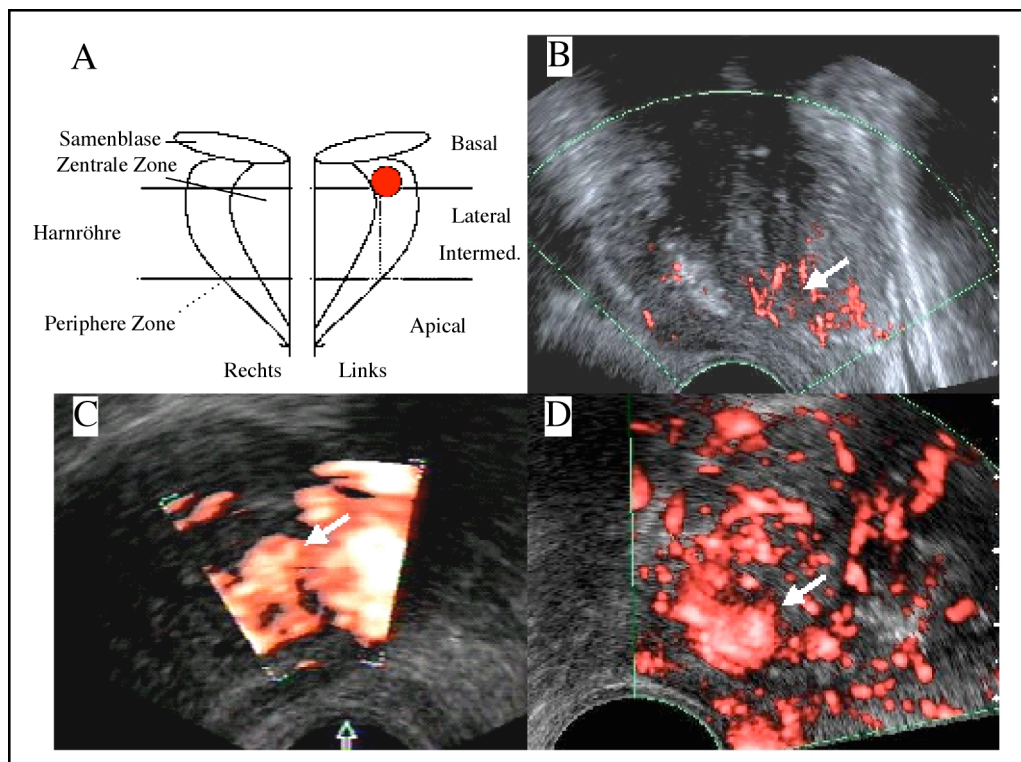 A
Samenblase
Zentrale Zone
Harnröhre
Periphere Zone
Basal
Lateral
Intermed.
Apical
Rechts Links
B
C
D